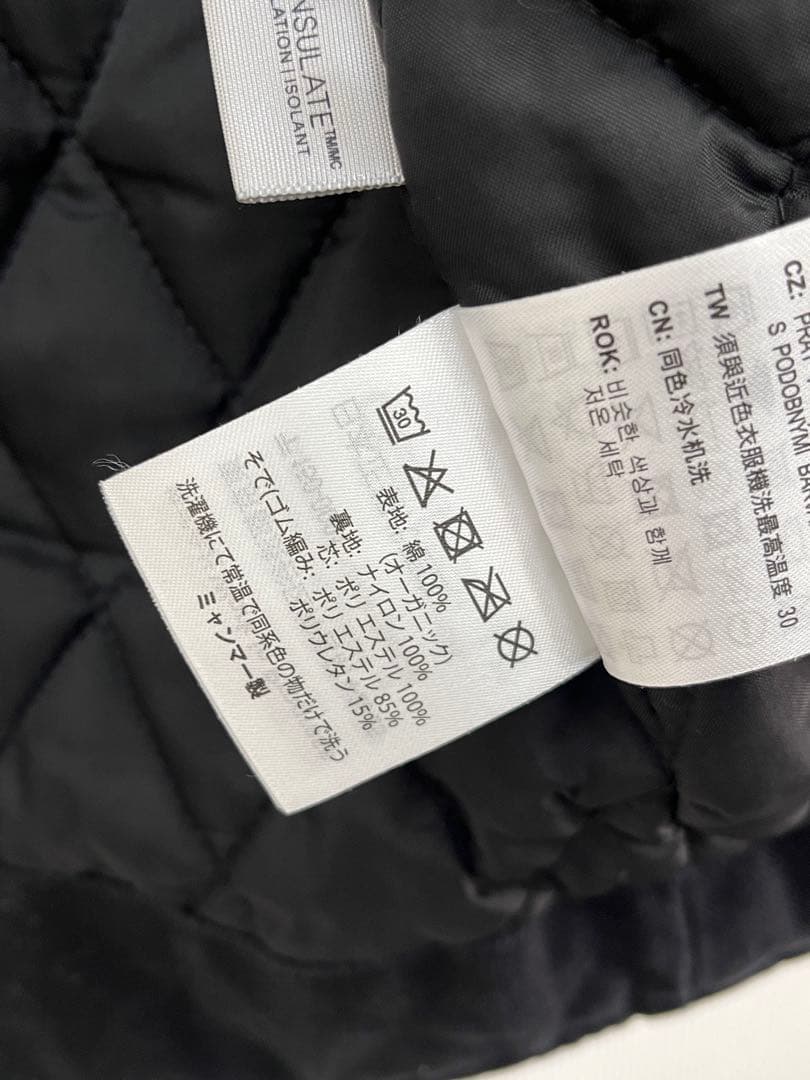 NSULATE™/MC
LATION | ISOLANT
30
表地: 綿100%
(オーガニック)
裏地: ナイロン 100%
芯: ポリ エステル 100%
そで(ゴム編み: ポリ エステル 85%
ポリウレタン 15%
洗濯機にて常温で同系色の物だけで洗う
ミャンマー製
S PODOBNÝMI
TW 須與近色衣服機洗最高溫度 30
CN: 同色冷水机洗
ROK: 비슷한 색상과 함께
저온 세탁